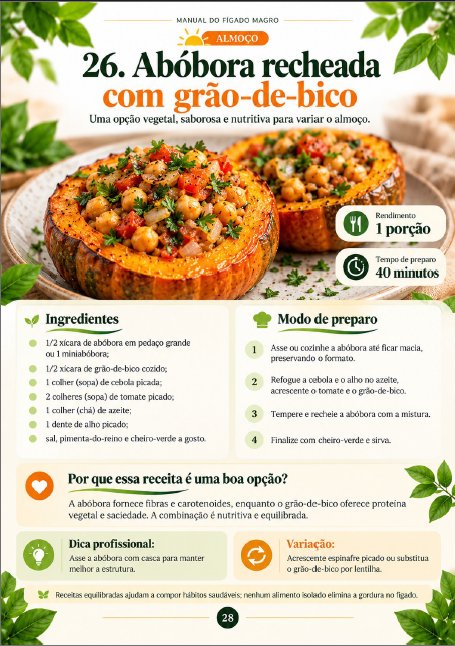 MANUAL DO FÍGADO MAGRO
ALMOÇO
26. Abóbora recheada
com grão-de-bico
Uma opção vegetal, saborosa e nutritiva para variar o almoço.
Rendimento
1 porção
Tempo de preparo
40 minutos
Ingredientes
1/2 xícara de abóbora em pedaço grande
ou 1 miniabóbora;
1/2 xícara de grão-de-bico cozido;
1 colher (sopa) de cebola picada;
2 colheres (sopa) de tomate picado;
1 colher (chá) de azeite;
1 dente de alho picado;
sal, pimenta-do-reino e cheiro-verde a gosto.
Modo de preparo
1 Asse ou cozinhe a abóbora até ficar macia,
preservando o formato.
2 Refogue a cebola e o alho no azeite,
acrescente o tomate e o grão-de-bico.
3 Tempere e recheie a abóbora com a mistura.
4 Finalize com cheiro-verde e sirva.
Por que essa receita é uma boa opção?
A abóbora fornece fibras e carotenoides, enquanto o grão-de-bico oferece proteína
vegetal e saciedade. A combinação é nutritiva e equilibrada.
Dica profissional:
Asse a abóbora com casca para manter
melhor a estrutura.
Variação:
Acrescente espinafre picado ou substitua
o grão-de-bico por lentilha.
Receitas equilibradas ajudam a compor hábitos saudáveis; nenhum alimento isolado elimina a gordura no fígado.
28